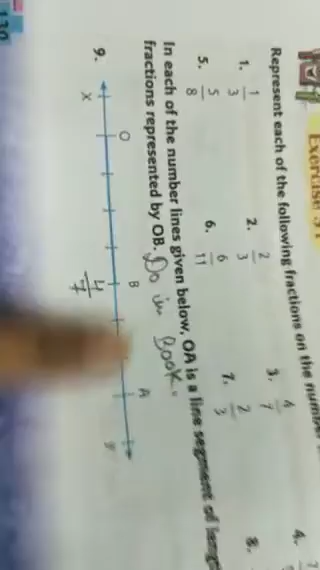 Exercise
Represent each of the following fractions on the number
1. 1/3 2. 2/3 3. 4/7 4.
5. 5/8 6. 6/11 7. 2/3 8.
In each of the number lines given below, OA is a line segment of
fractions represented by OB. Do in Book.
9.
O B A
X 4/7